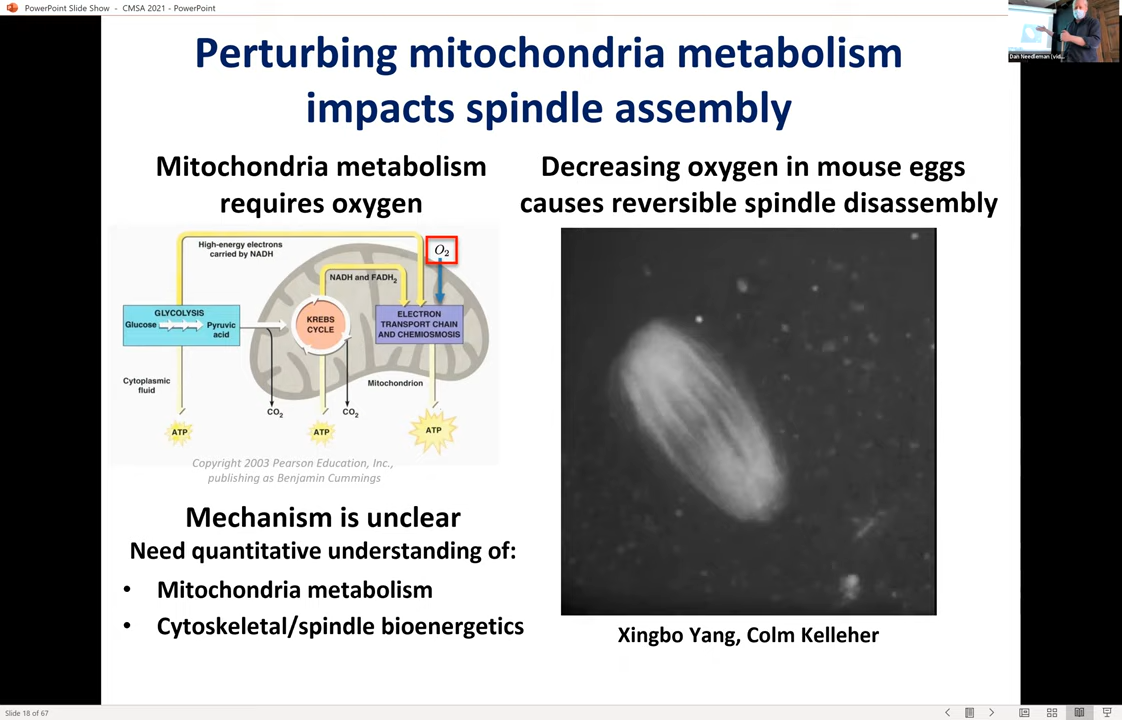 PowerPoint Slide Show - CMSA 2021 - PowerPoint
Dan Needleman [vid...
Perturbing mitochondria metabolism
impacts spindle assembly
Mitochondria metabolism
requires oxygen
High-energy electrons
carried by NADH
O2
NADH and FADH2
GLYCOLYSIS
Glucose
Pyruvic
acid
KREBS
CYCLE
ELECTRON
TRANSPORT CHAIN
AND CHEMIOSMOSIS
Cytoplasmic
fluid
Mitochondrion
CO2
CO2
ATP
ATP
ATP
Copyright 2003 Pearson Education, Inc.,
publishing as Benjamin Cummings
Mechanism is unclear
Need quantitative understanding of:
• Mitochondria metabolism
• Cytoskeletal/spindle bioenergetics
Decreasing oxygen in mouse eggs
causes reversible spindle disassembly
Xingbo Yang, Colm Kelleher
Slide 18 of 67